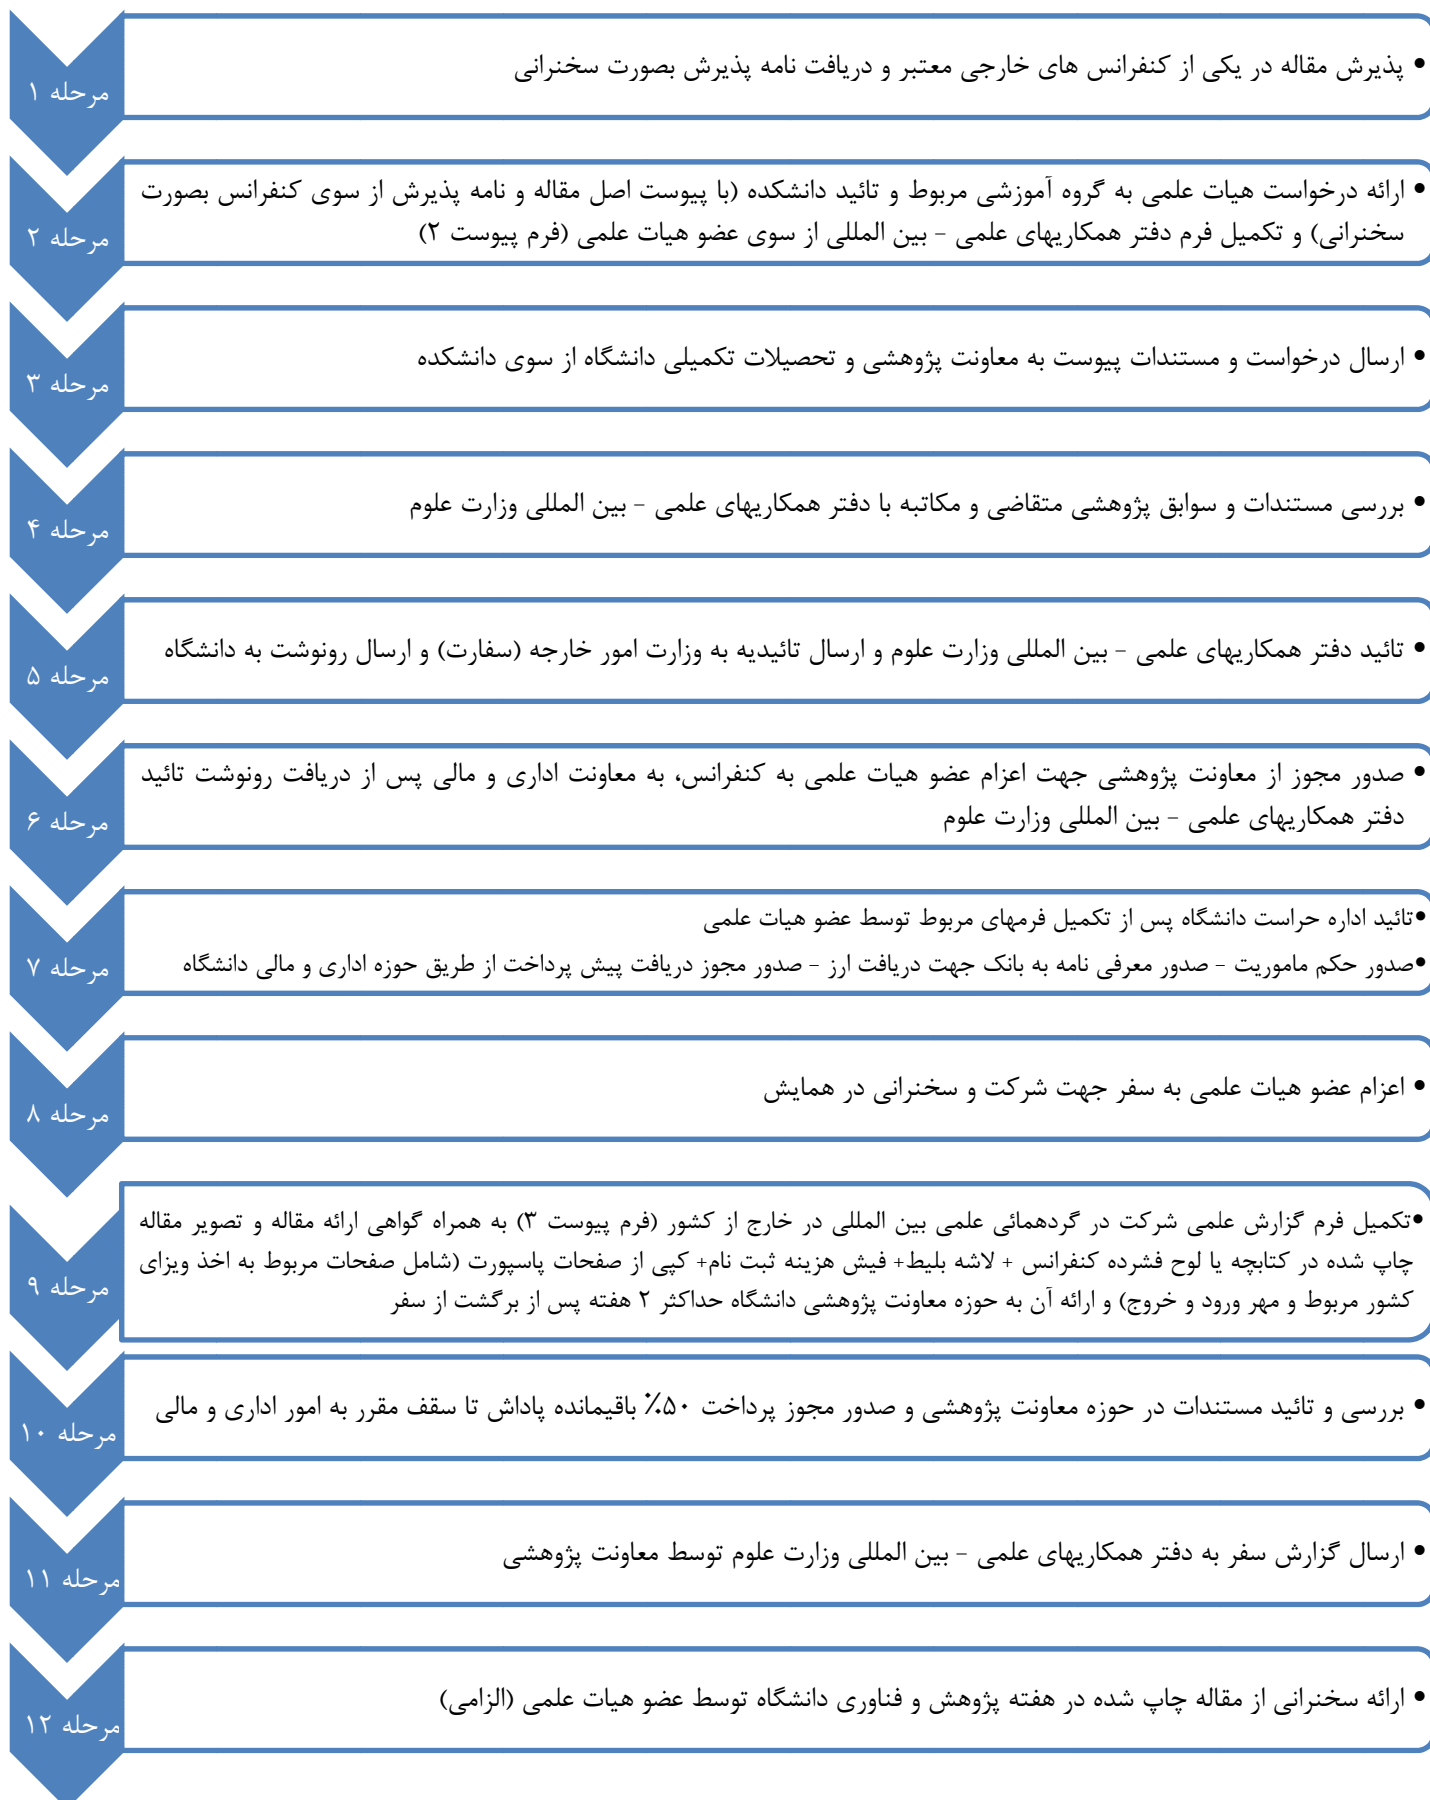 مرحله ۱
• پذیرش مقاله در یکی از کنفرانس های خارجی معتبر و دریافت نامه پذیرش بصورت سخنرانی
مرحله ۲
• ارائه درخواست هیات علمی به گروه آموزشی مربوط و تائید دانشکده (با پیوست اصل مقاله و نامه پذیرش از سوی کنفرانس بصورت
سخنرانی) و تکمیل فرم دفتر همکاریهای علمی – بین المللی از سوی عضو هیات علمی (فرم پیوست ۲)
مرحله ۳
• ارسال درخواست و مستندات پیوست به معاونت پژوهشی و تحصیلات تکمیلی دانشگاه از سوی دانشکده
مرحله ۴
• بررسی مستندات و سوابق پژوهشی متقاضی و مکاتبه با دفتر همکاریهای علمی – بین المللی وزارت علوم
مرحله ۵
• تائید دفتر همکاریهای علمی – بین المللی وزارت علوم و ارسال تائیدیه به وزارت امور خارجه (سفارت) و ارسال رونوشت به دانشگاه
مرحله ۶
• صدور مجوز از معاونت پژوهشی جهت اعزام عضو هیات علمی به کنفرانس، به معاونت اداری و مالی پس از دریافت رونوشت تائید
دفتر همکاریهای علمی – بین المللی وزارت علوم
مرحله ۷
•تائید اداره حراست دانشگاه پس از تکمیل فرمهای مربوط توسط عضو هیات علمی
•صدور حکم ماموریت – صدور معرفی نامه به بانک جهت دریافت ارز – صدور مجوز دریافت پیش پرداخت از طریق حوزه اداری و مالی دانشگاه
مرحله ۸
• اعزام عضو هیات علمی به سفر جهت شرکت و سخنرانی در همایش
مرحله ۹
•تکمیل فرم گزارش علمی شرکت در گردهمائی علمی بین المللی در خارج از کشور (فرم پیوست ۳) به همراه گواهی ارائه مقاله و تصویر مقاله
چاپ شده در کتابچه یا لوح فشرده کنفرانس + لاشه بلیط+ فیش هزینه ثبت نام+ کپی از صفحات پاسپورت (شامل صفحات مربوط به اخذ ویزای
کشور مربوط و مهر ورود و خروج) و ارائه آن به حوزه معاونت پژوهشی دانشگاه حداکثر ۲ هفته پس از برگشت از سفر
مرحله ۱۰
• بررسی و تائید مستندات در حوزه معاونت پژوهشی و صدور مجوز پرداخت ۵۰٪ باقیمانده پاداش تا سقف مقرر به امور اداری و مالی
مرحله ۱۱
• ارسال گزارش سفر به دفتر همکاریهای علمی – بین المللی وزارت علوم توسط معاونت پژوهشی
مرحله ۱۲
• ارائه سخنرانی از مقاله چاپ شده در هفته پژوهش و فناوری دانشگاه توسط عضو هیات علمی (الزامی)